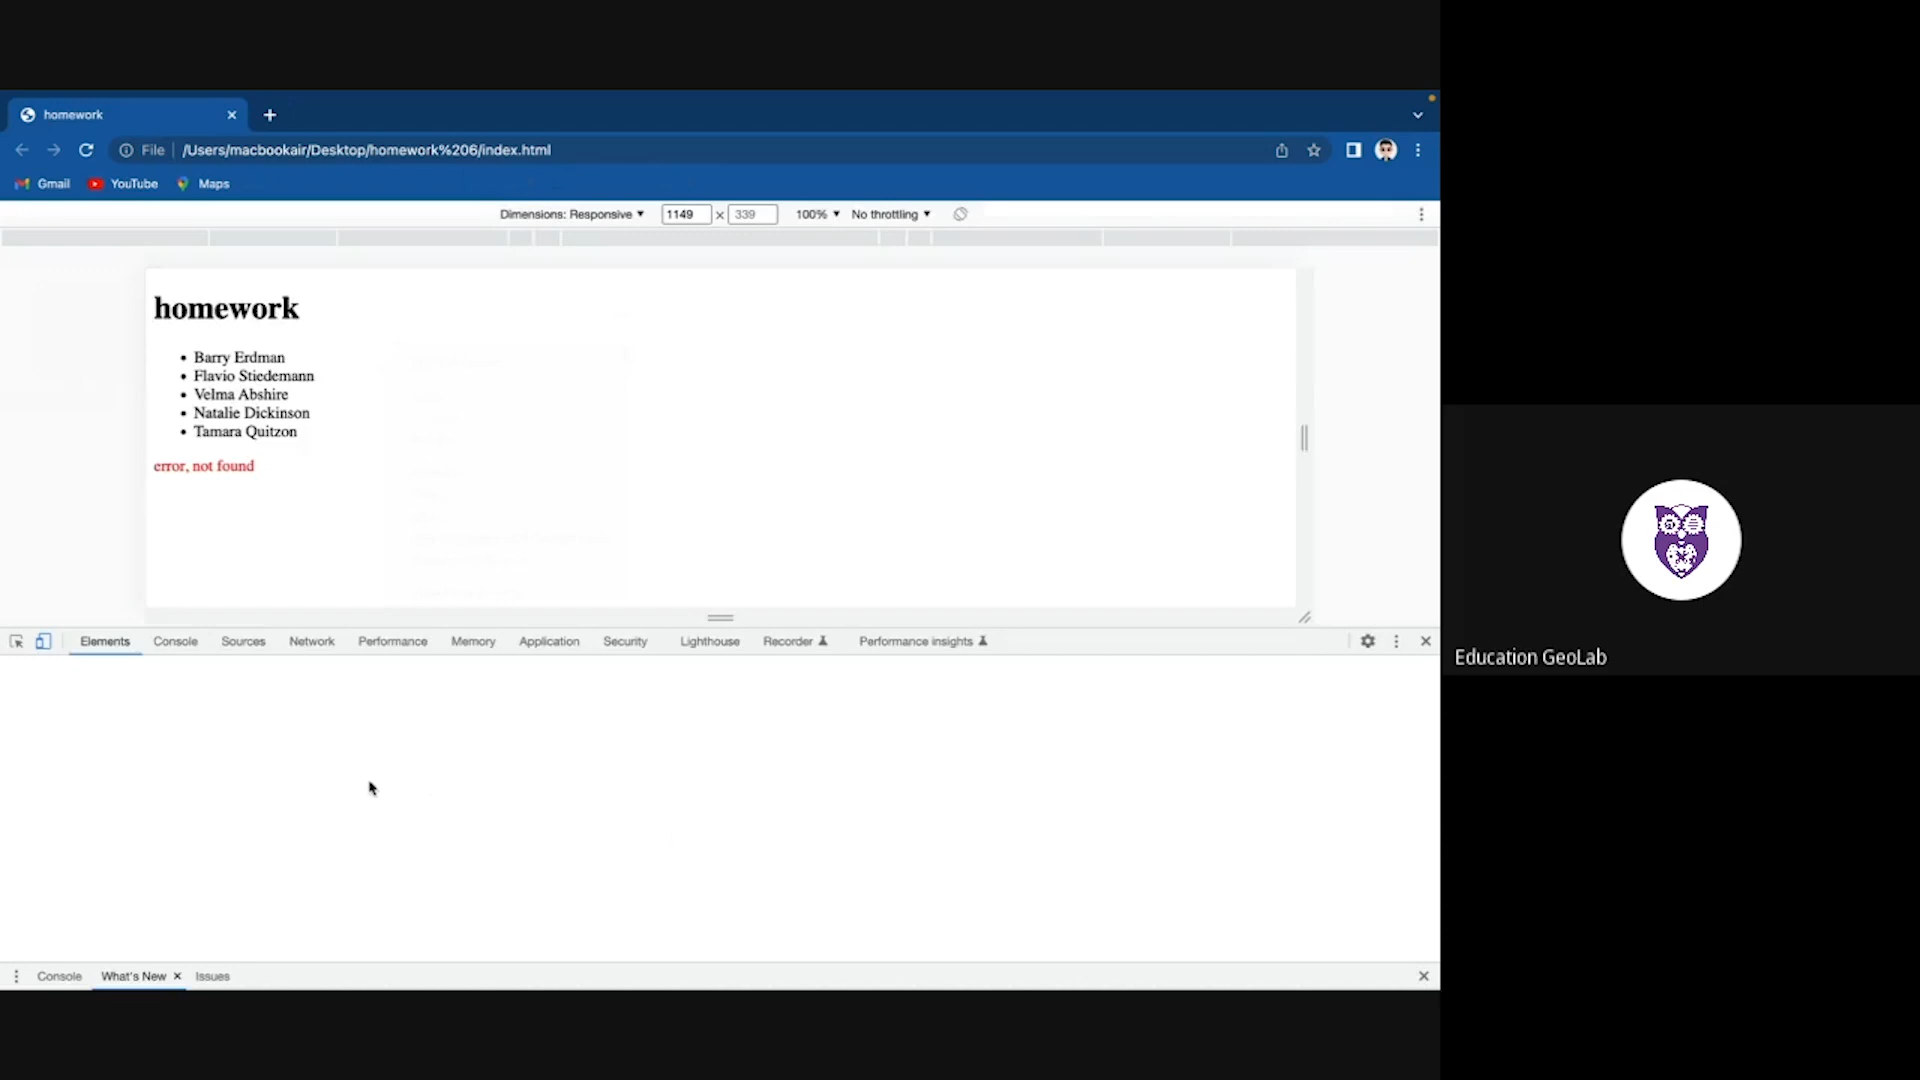 homework
File /Users/macbookair/Desktop/homework%206/index.html
Gmail YouTube Maps
Dimensions: Responsive 1149 × 339 100% No throttling
homework
Barry Erdman
Flavio Stiedemann
Velma Abshire
Natalie Dickinson
Tamara Quitzon
error, not found
Elements Console Sources Network Performance Memory Application Security Lighthouse Recorder Performance insights
Education GeoLab
Console What's New Issues